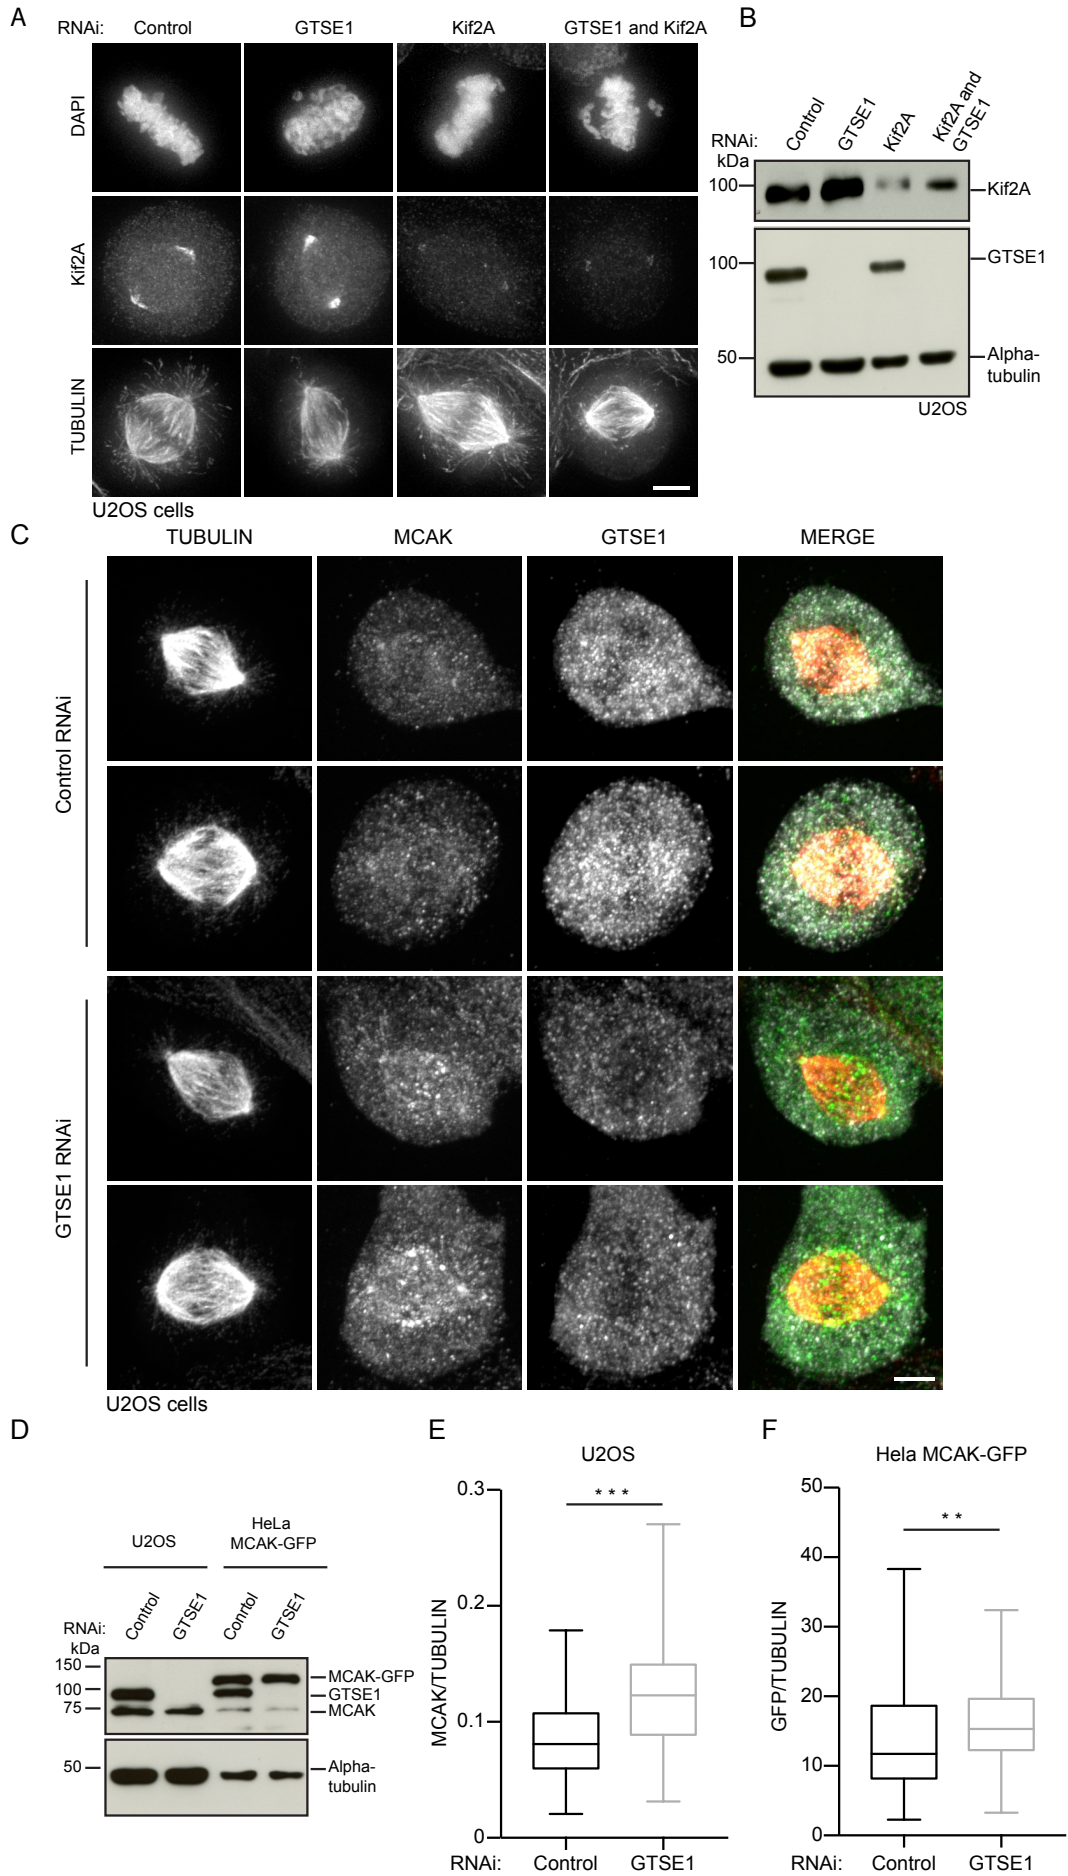 A
RNAi: Control GTSE1 Kif2A GTSE1 and Kif2A
DAPI
Kif2A
TUBULIN
U2OS cells
B
RNAi: Control GTSE1 Kif2A Kif2A and GTSE1
kDa
100 Kif2A
100 GTSE1
50 Alpha-
tubulin
U2OS
C
TUBULIN MCAK GTSE1 MERGE
Control RNAi
GTSE1 RNAi
U2OS cells
D
U2OS HeLa
MCAK-GFP
RNAi: Control GTSE1 Conrtol GTSE1
kDa
150 MCAK-GFP
100 GTSE1
75 MCAK
50 Alpha-
tubulin
E
U2OS
***
0.3
0.2
0.1
0
MCAK/TUBULIN
RNAi: Control GTSE1
F
Hela MCAK-GFP
**
50
40
30
20
10
0
GFP/TUBULIN
RNAi: Control GTSE1